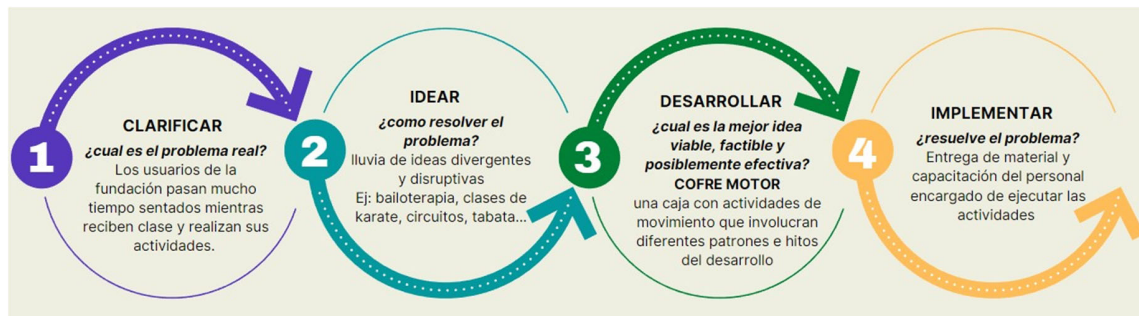 1
CLARIFICAR
¿cual es el problema real?
Los usuarios de la
fundación pasan mucho
tiempo sentados mientras
reciben clase y realizan sus
actividades.
2
IDEAR
¿como resolver el
problema?
lluvia de ideas divergentes
y disruptivas
Ej: bailoterapia, clases de
karate, circuitos, tabata...
3
DESARROLLAR
¿cual es la mejor idea
viable, factible y
posiblemente efectiva?
COFRE MOTOR
una caja con actividades de
movimiento que involucran
diferentes patrones e hitos
del desarrollo
4
IMPLEMENTAR
¿resuelve el problema?
Entrega de material y
capacitación del personal
encargado de ejecutar las
actividades